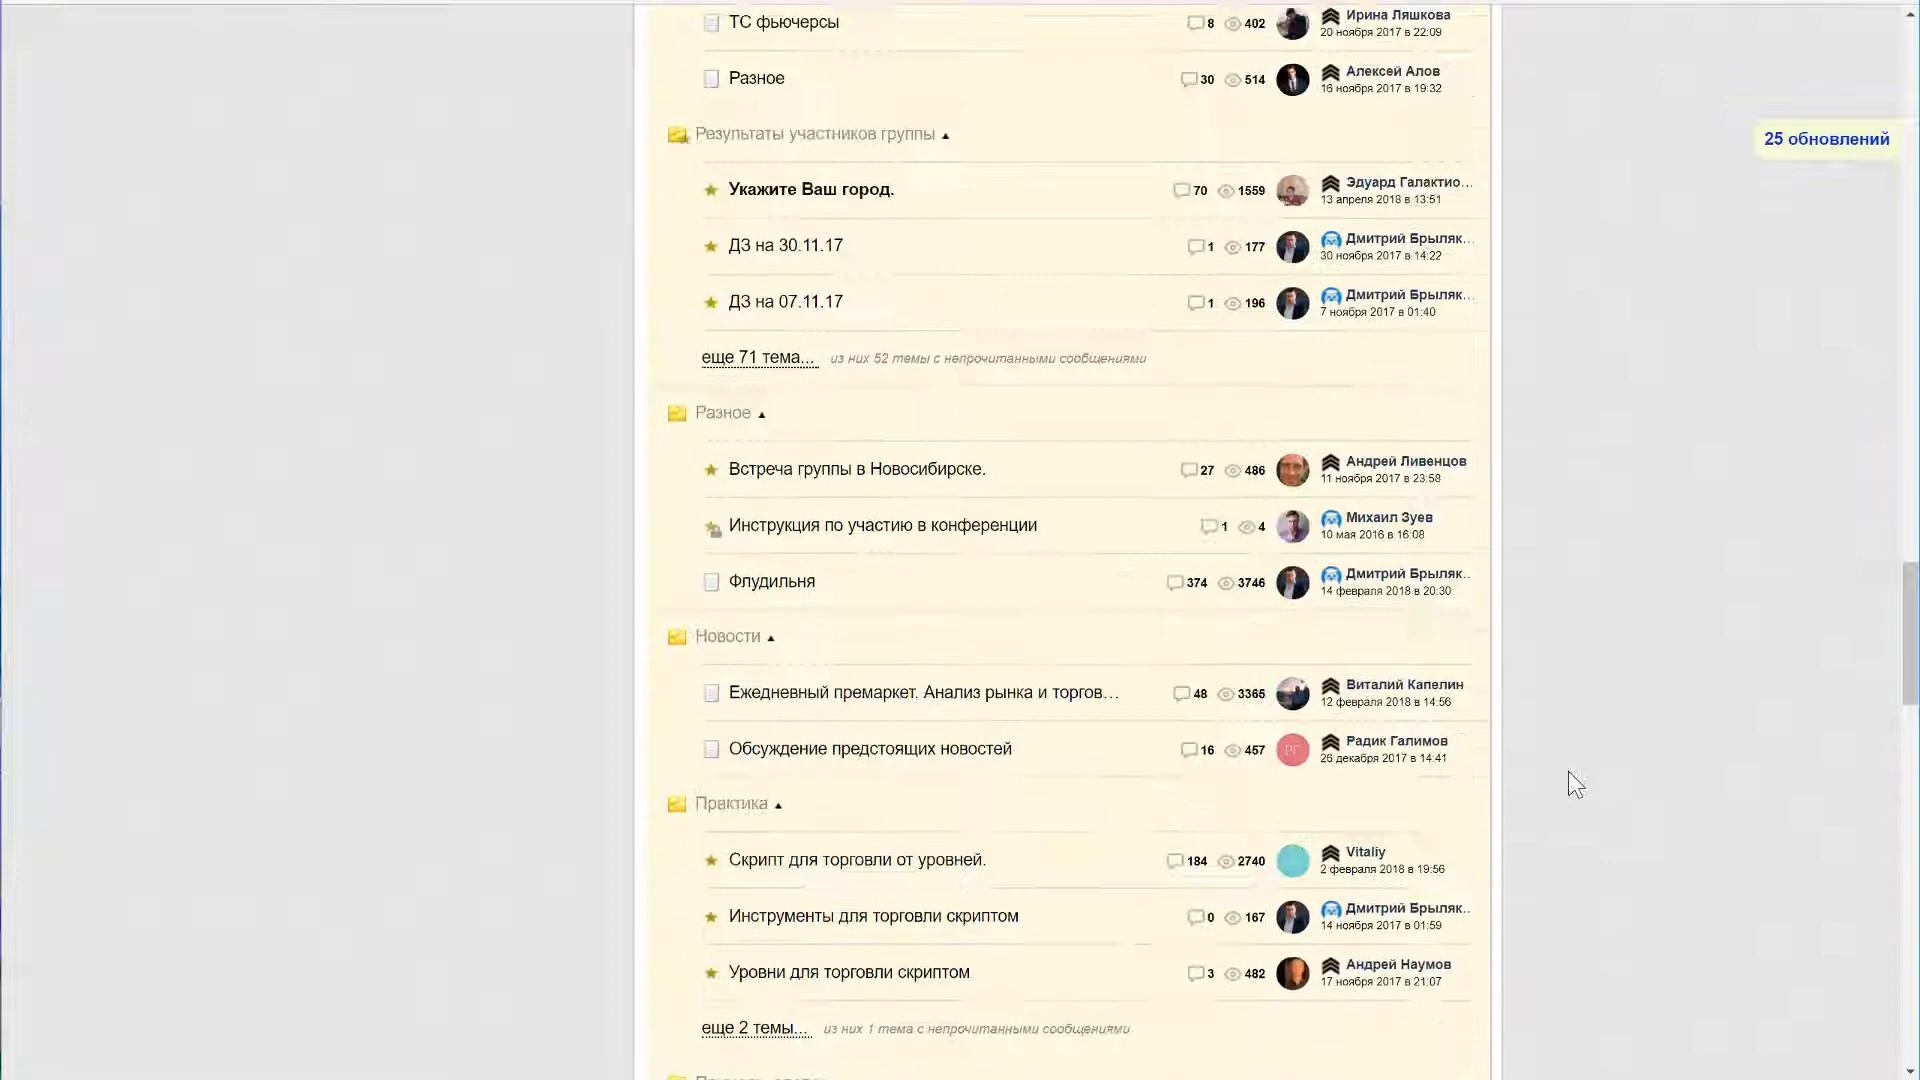 ТС фьючерсы 8 402 Ирина Ляшкова
20 ноября 2017 в 22:09
Разное 30 514 Алексей Алов
16 ноября 2017 в 19:32
Результаты участников группы
25 обновлений
Укажите Ваш город. 70 1559 Эдуард Галактио...
13 апреля 2018 в 13:51
ДЗ на 30.11.17 1 177 Дмитрий Брыляк...
30 ноября 2017 в 14:22
ДЗ на 07.11.17 1 196 Дмитрий Брыляк...
7 ноября 2017 в 01:40
еще 71 тема... из них 52 темы с непрочитанными сообщениями
Разное
Встреча группы в Новосибирске. 27 486 Андрей Ливенцов
11 ноября 2017 в 23:58
Инструкция по участию в конференции 1 4 Михаил Зуев
10 мая 2016 в 16:08
Флудильня 374 3746 Дмитрий Брыляк..
14 февраля 2018 в 20:30
Новости
Ежедневный премаркет. Анализ рынка и торгов... 48 3365 Виталий Капелин
12 февраля 2018 в 14:56
Обсуждение предстоящих новостей 16 457 РГ Радик Галимов
26 декабря 2017 в 14:41
Практика
Скрипт для торговли от уровней. 184 2740 Vitaliy
2 февраля 2018 в 19:56
Инструменты для торговли скриптом 0 167 Дмитрий Брыляк..
14 ноября 2017 в 01:59
Уровни для торговли скриптом 3 482 Андрей Наумов
17 ноября 2017 в 21:07
еще 2 темы... из них 1 тема с непрочитанными сообщениями